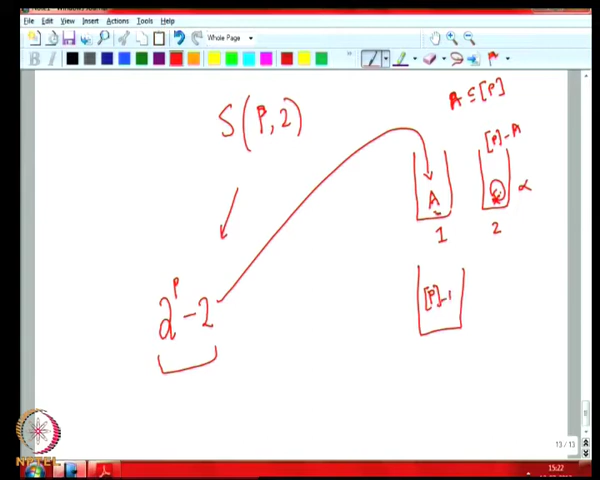 File Edit View Insert Actions Tools Help
Whole Page
B
A ⊆ [P]
S(P,2)
[P]-A
A
1
2
2^P - 2
[P]-1
13 / 13
NPTEL
15:22